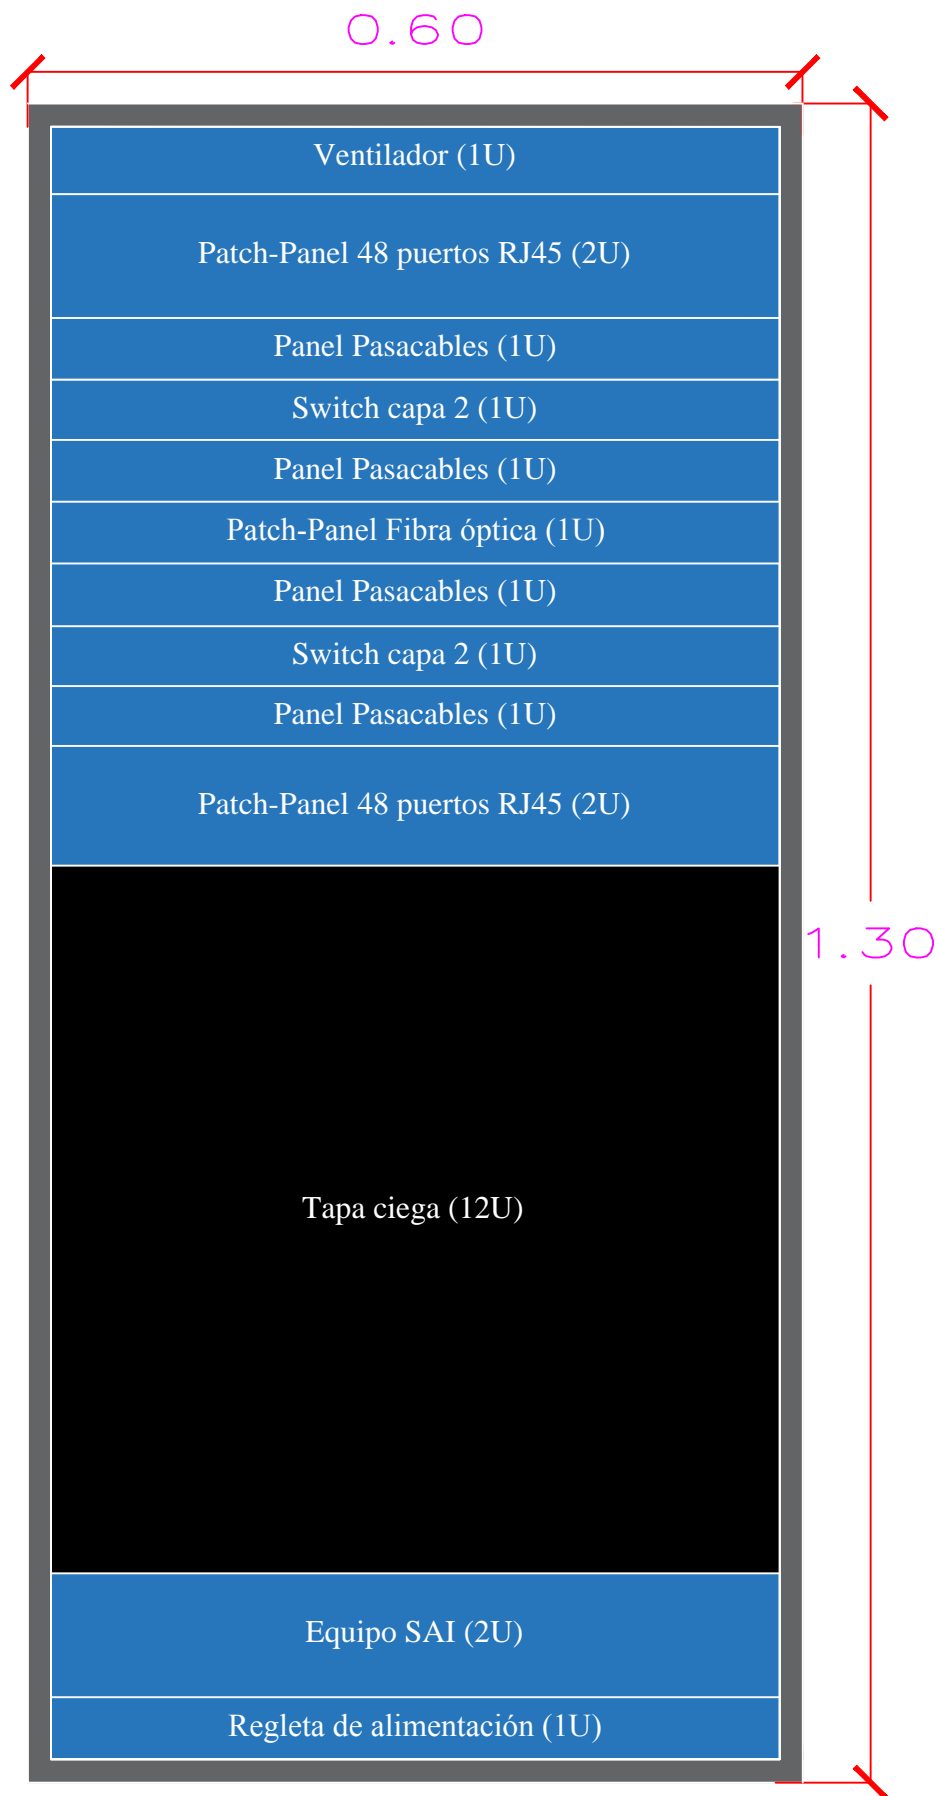 0.60
Ventilador (1U)
Patch-Panel 48 puertos RJ45 (2U)
Panel Pasacables (1U)
Switch capa 2 (1U)
Panel Pasacables (1U)
Patch-Panel Fibra óptica (1U)
Panel Pasacables (1U)
Switch capa 2 (1U)
Panel Pasacables (1U)
Patch-Panel 48 puertos RJ45 (2U)
1.30
Tapa ciega (12U)
Equipo SAI (2U)
Regleta de alimentación (1U)